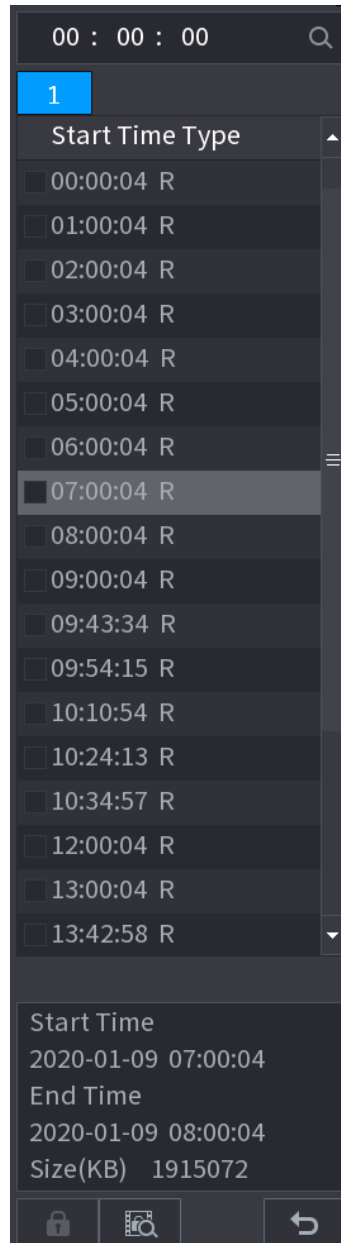 00 : 00 : 00
1
Start Time Type
00:00:04 R
01:00:04 R
02:00:04 R
03:00:04 R
04:00:04 R
05:00:04 R
06:00:04 R
07:00:04 R
08:00:04 R
09:00:04 R
09:43:34 R
09:54:15 R
10:10:54 R
10:24:13 R
10:34:57 R
12:00:04 R
13:00:04 R
13:42:58 R
Start Time
2020-01-09 07:00:04
End Time
2020-01-09 08:00:04
Size(KB) 1915072